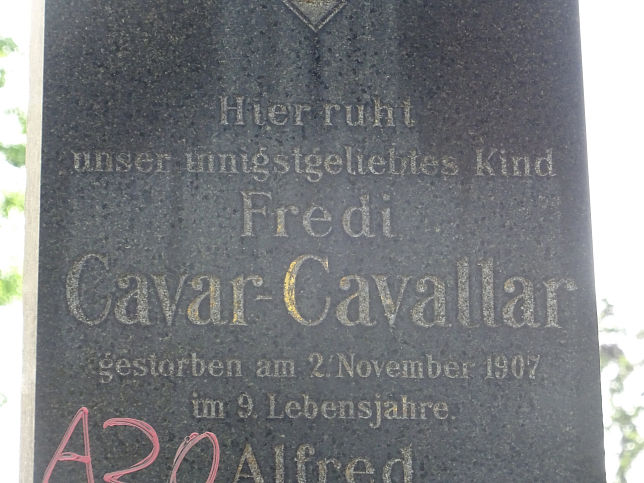 Hier ruht
unser innigstgeliebtes Kind
Fredi
Cavar-Cavallar
gestorben am 2. November 1907
im 9. Lebensjahre.
A20 Alfred